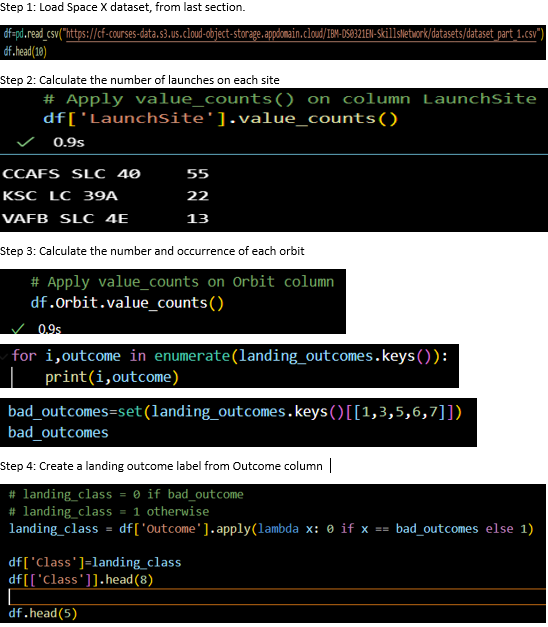 Step 1: Load Space X dataset, from last section.
df=pd.read_csv("https://cf-courses-data.s3.us.cloud-object-storage.appdomain.cloud/IBM-DS0321EN-SkillsNetwork/datasets/dataset_part_1.csv")
df.head(10)
Step 2: Calculate the number of launches on each site
# Apply value_counts() on column LaunchSite
df['LaunchSite'].value_counts()
✓ 0.9s
CCAFS SLC 40 55
KSC LC 39A 22
VAFB SLC 4E 13
Step 3: Calculate the number and occurrence of each orbit
# Apply value_counts on Orbit column
df.Orbit.value_counts()
✓ 0.9s
for i,outcome in enumerate(landing_outcomes.keys()):
print(i,outcome)
bad_outcomes=set(landing_outcomes.keys()[[1,3,5,6,7]])
bad_outcomes
Step 4: Create a landing outcome label from Outcome column
# landing_class = 0 if bad_outcome
# landing_class = 1 otherwise
landing_class = df['Outcome'].apply(lambda x: 0 if x == bad_outcomes else 1)
df['Class']=landing_class
df[['Class']].head(8)
df.head(5)